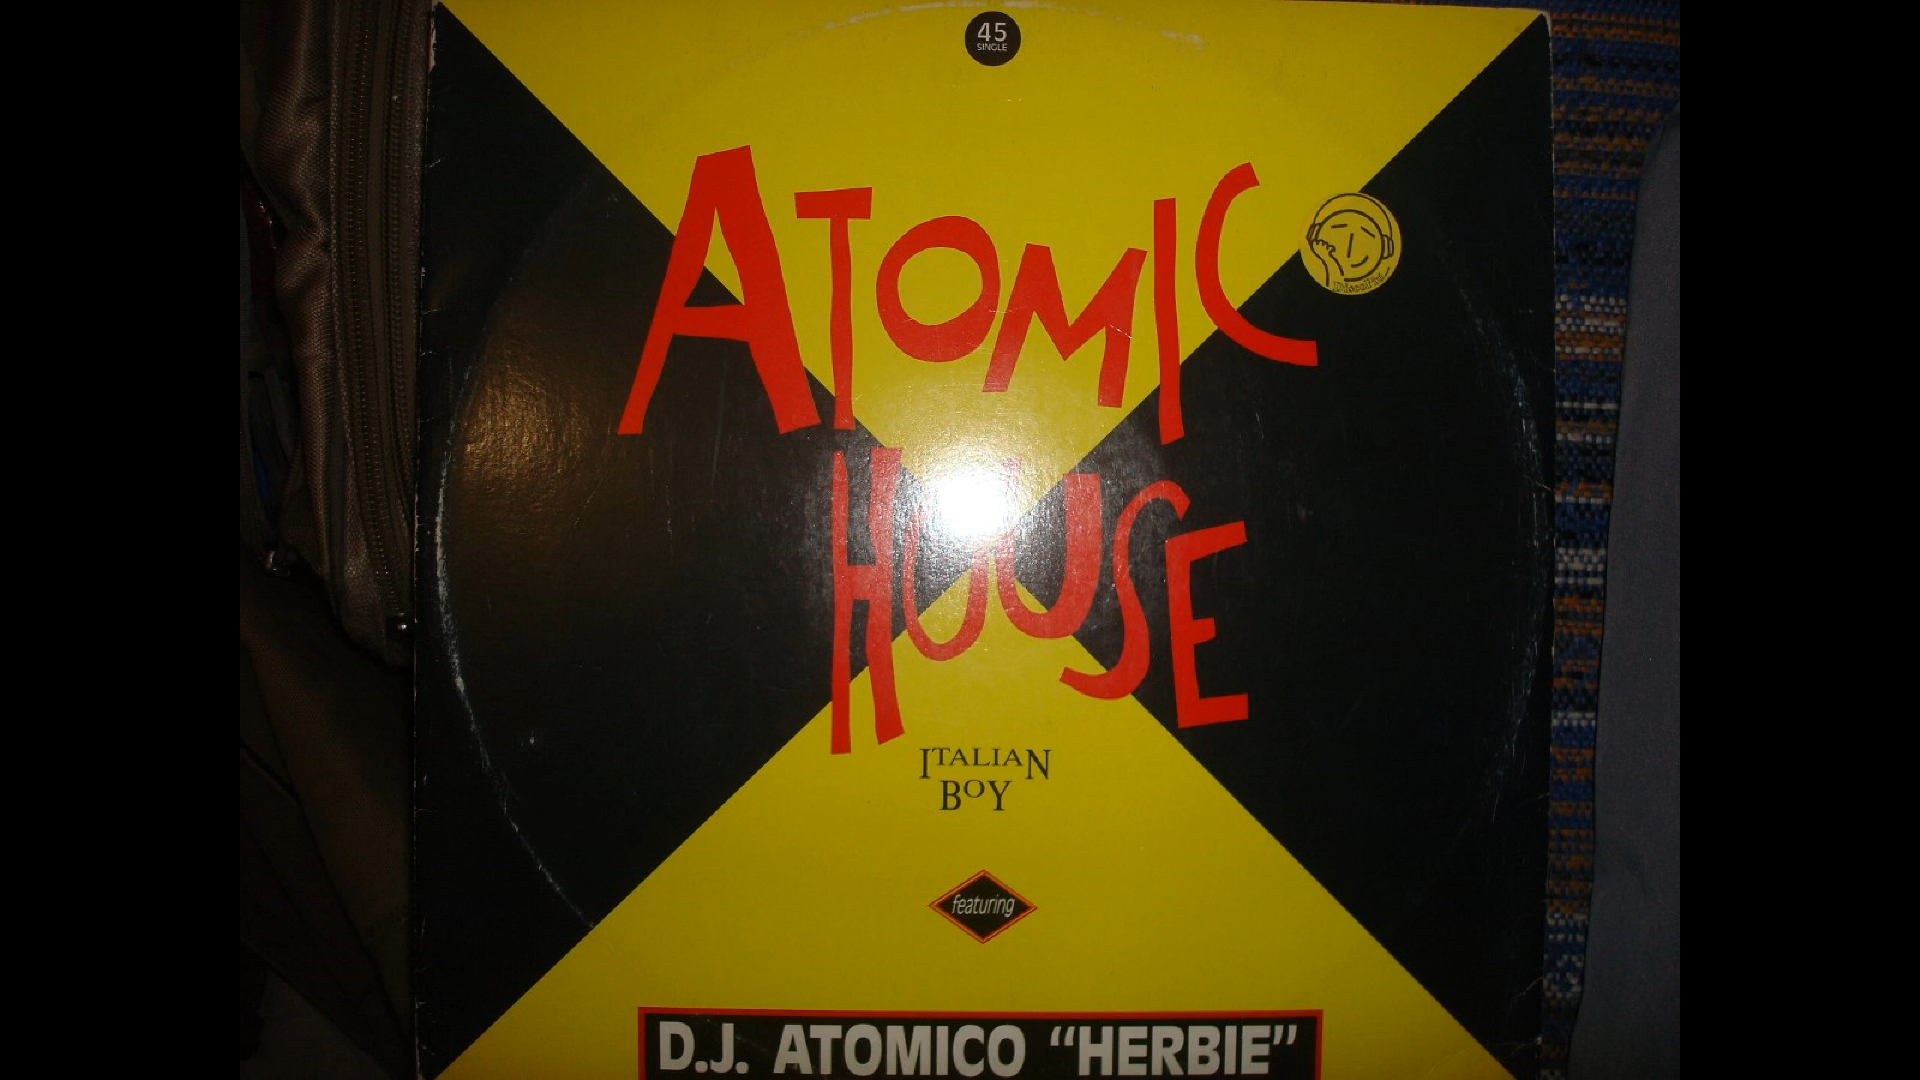 45
SINGLE
ATOMIC
HOUSE
ITALIAN
BOY
featuring
D.J. ATOMICO "HERBIE"